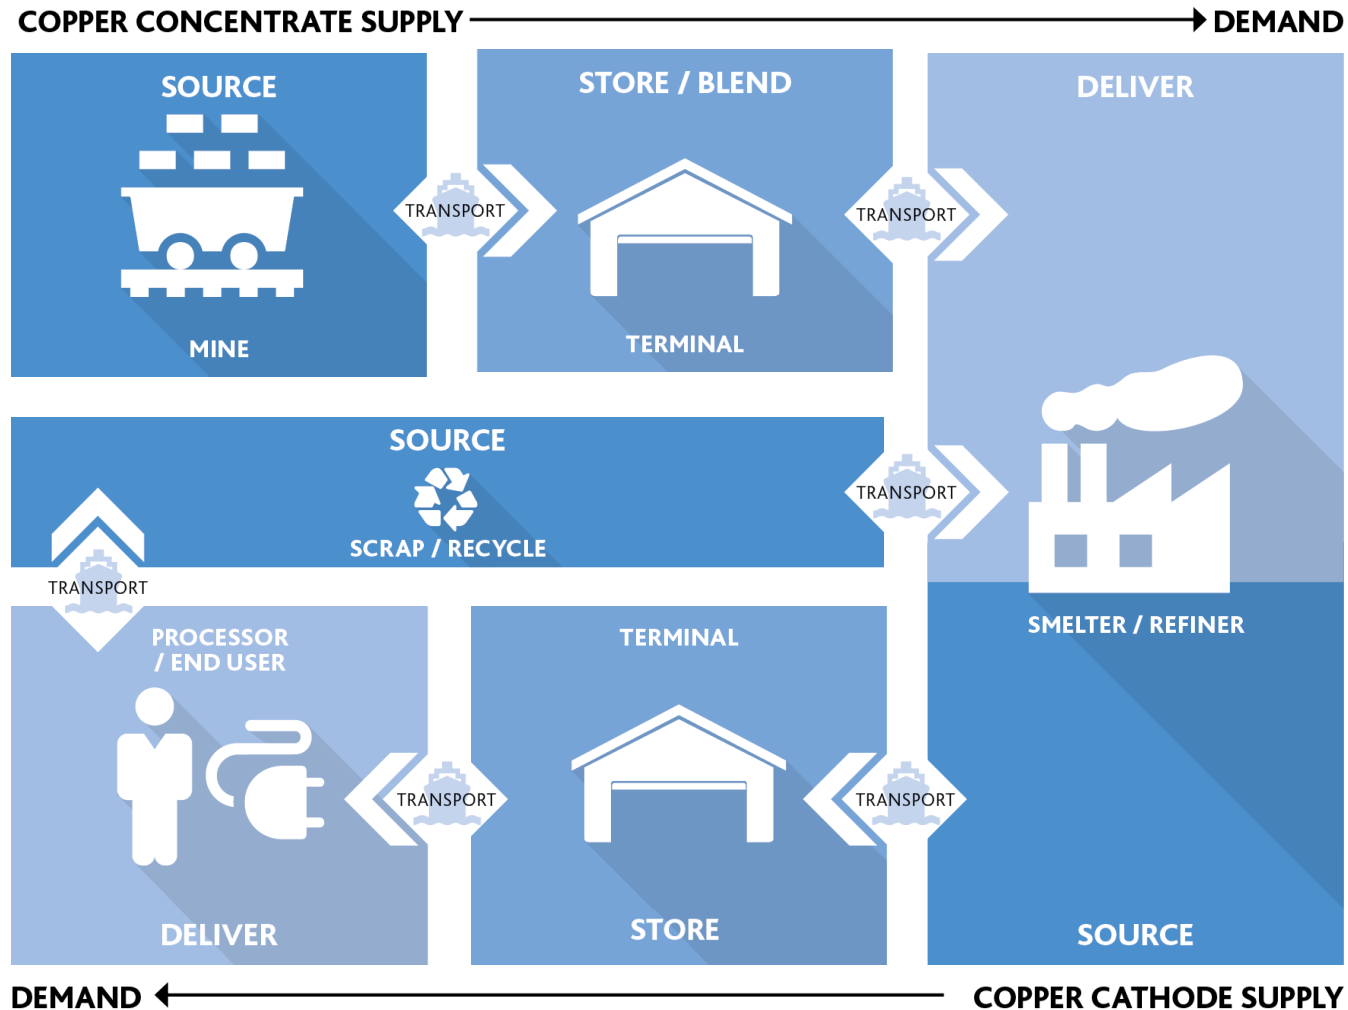 COPPER CONCENTRATE SUPPLY
DEMAND
SOURCE
MINE
TRANSPORT
STORE / BLEND
TERMINAL
TRANSPORT
DELIVER
SOURCE
SCRAP / RECYCLE
TRANSPORT
SMELTER / REFINER
SOURCE
TRANSPORT
TERMINAL
STORE
TRANSPORT
PROCESSOR
/ END USER
DELIVER
TRANSPORT
DEMAND
COPPER CATHODE SUPPLY